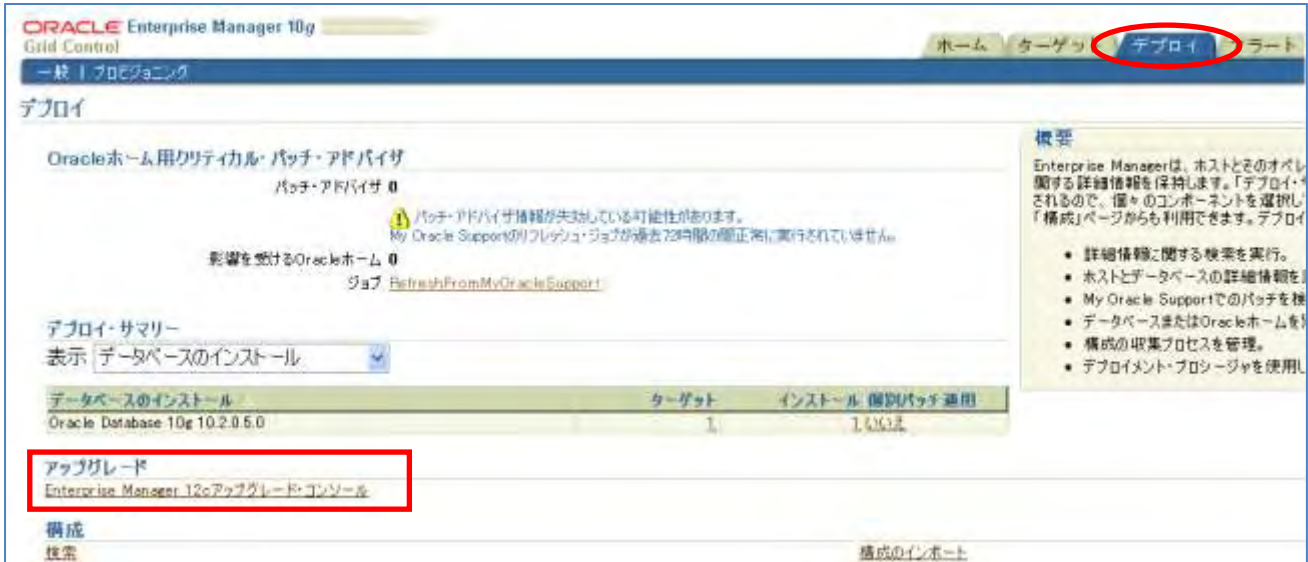 ORACLE Enterprise Manager 10g
Grid Control
ホーム ターゲット デプロイ アラート
一般 | プロビジョニング
デプロイ
Oracleホーム用クリティカル・パッチ・アドバイザ
パッチ・アドバイザ 0
パッチ・アドバイザ情報が失効している可能性があります。
My Oracle Supportのリフレッシュ・ジョブが過去72時間の間正常に実行されていません。
影響を受けるOracleホーム 0
ジョブ RefreshFromMyOracleSupport
デプロイ・サマリー
表示 データベースのインストール
データベースのインストール ターゲット インストール 個別パッチ適用
Oracle Database 10g 10.2.0.5.0 1 1 いいえ
アップグレード
Enterprise Manager 12cアップグレード・コンソール
構成
検索 構成のインポート
概要
Enterprise Managerは、ホストとそのオペレ
関する詳細情報を保持します。「デプロイ・
されるので、個々のコンポーネントを選択し
「構成」ページからも利用できます。デプロイ
• 詳細情報に関する検索を実行。
• ホストとデータベースの詳細情報を
• My Oracle Supportでのパッチを検
• データベースまたはOracleホームを
• 構成の収集プロセスを管理。
• デプロイメント・プロシージャを使用し